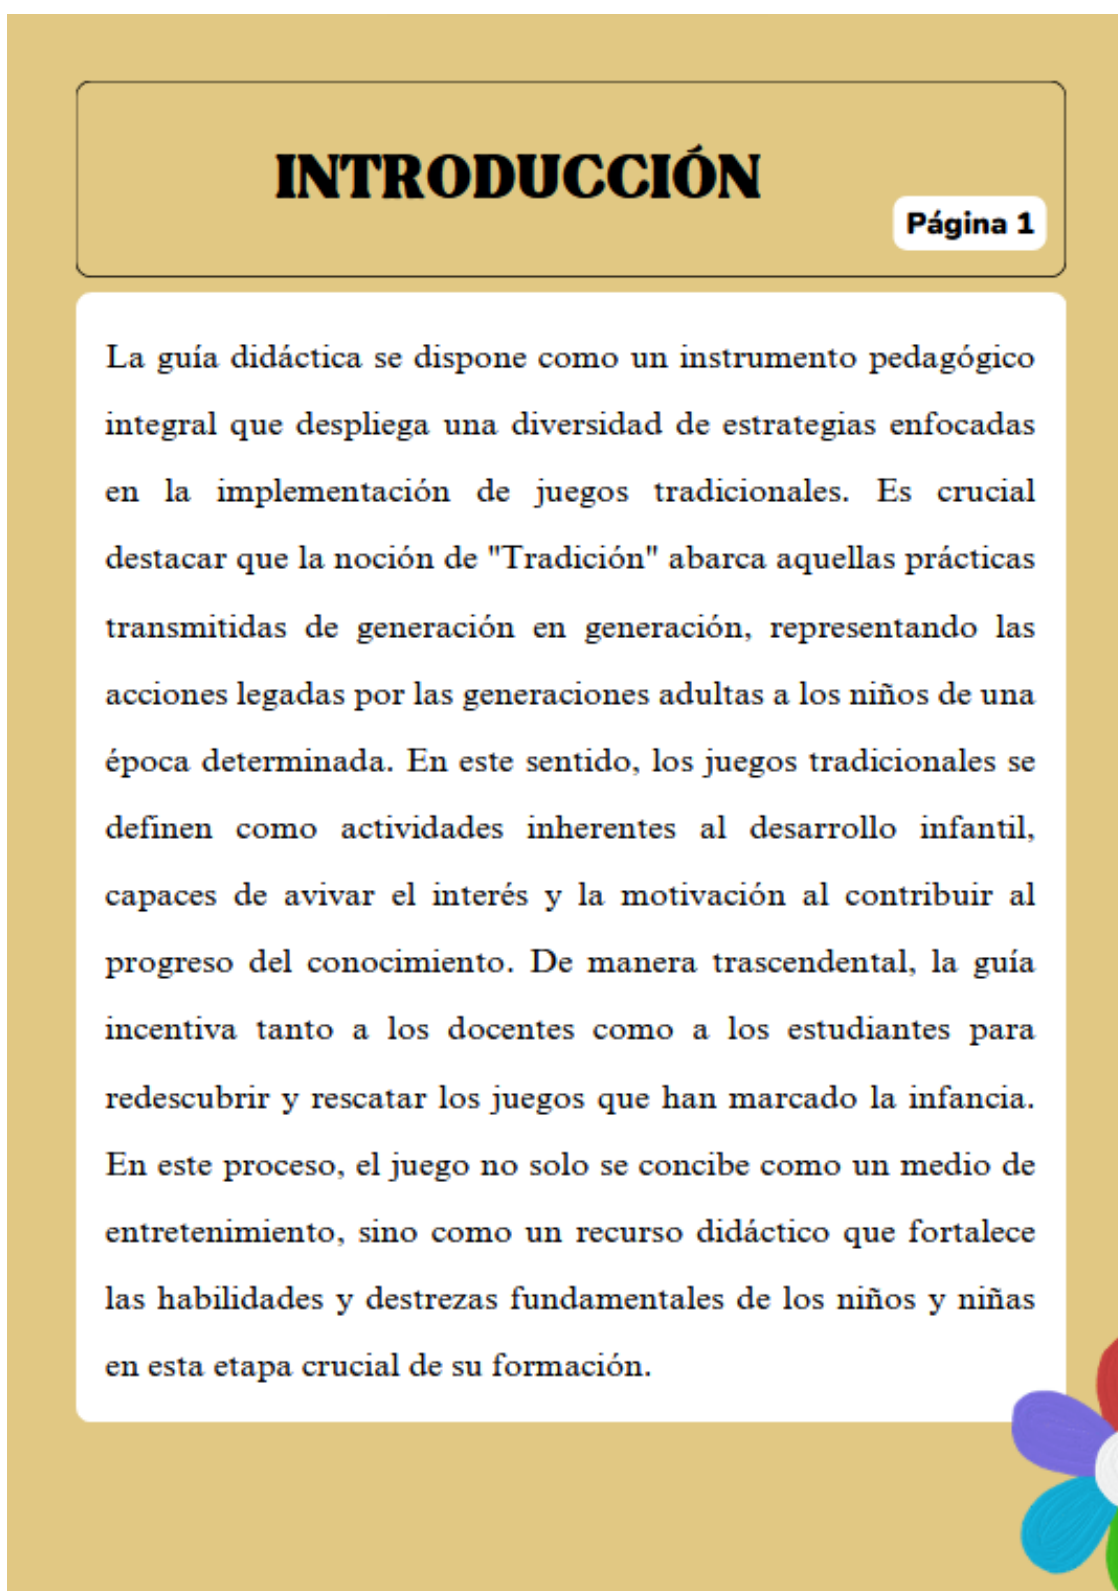 INTRODUCCIÓN
Página 1
La guía didáctica se dispone como un instrumento pedagógico
integral que despliega una diversidad de estrategias enfocadas
en la implementación de juegos tradicionales. Es crucial
destacar que la noción de "Tradición" abarca aquellas prácticas
transmitidas de generación en generación, representando las
acciones legadas por las generaciones adultas a los niños de una
época determinada. En este sentido, los juegos tradicionales se
definen como actividades inherentes al desarrollo infantil,
capaces de avivar el interés y la motivación al contribuir al
progreso del conocimiento. De manera trascendental, la guía
incentiva tanto a los docentes como a los estudiantes para
redescubrir y rescatar los juegos que han marcado la infancia.
En este proceso, el juego no solo se concibe como un medio de
entretenimiento, sino como un recurso didáctico que fortalece
las habilidades y destrezas fundamentales de los niños y niñas
en esta etapa crucial de su formación.